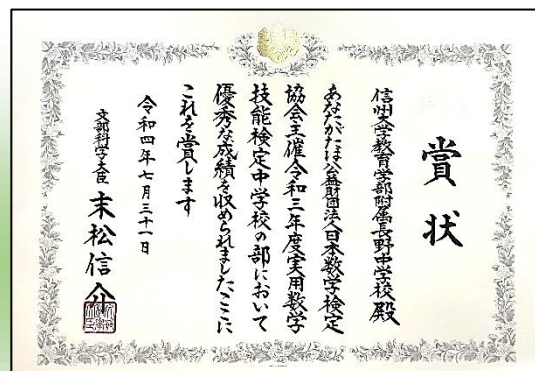 賞状
信州大学教育学部附属長野中学校殿
あなたがたは公益財団法人日本数学検定
協会主催令和三年度実用数学
技能検定中学校の部において
優秀な成績を収められましたことに
これを賞します
令和四年七月三十一日
文部科学大臣 末松信介